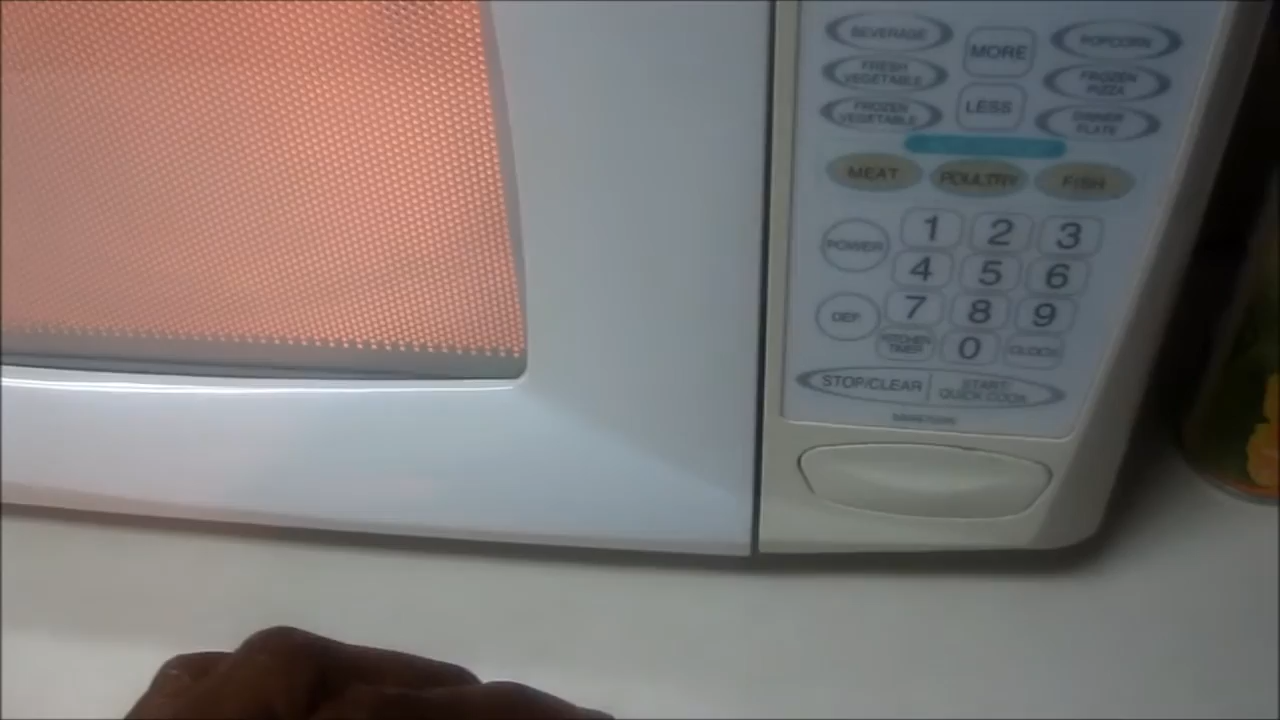 BEVERAGE
MORE
POPCORN
FRESH
VEGETABLE
FROZEN
PIZZA
FROZEN
VEGETABLE
LESS
DINNER
PLATE
MEAT
POULTRY
FISH
POWER
1
2
3
4
5
6
DEF
7
8
9
KITCHEN
TIMER
0
CLOCK
STOP/CLEAR
START/
QUICK COOK